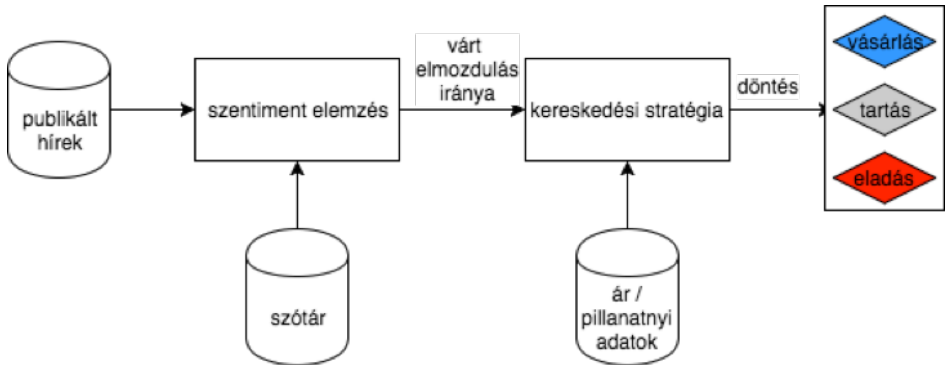 publikált
hírek
szentiment elemzés
várt
elmozdulás
iránya
kereskedési stratégia
döntés
vásárlás
tartás
eladás
szótár
ár /
pillanatnyi
adatok